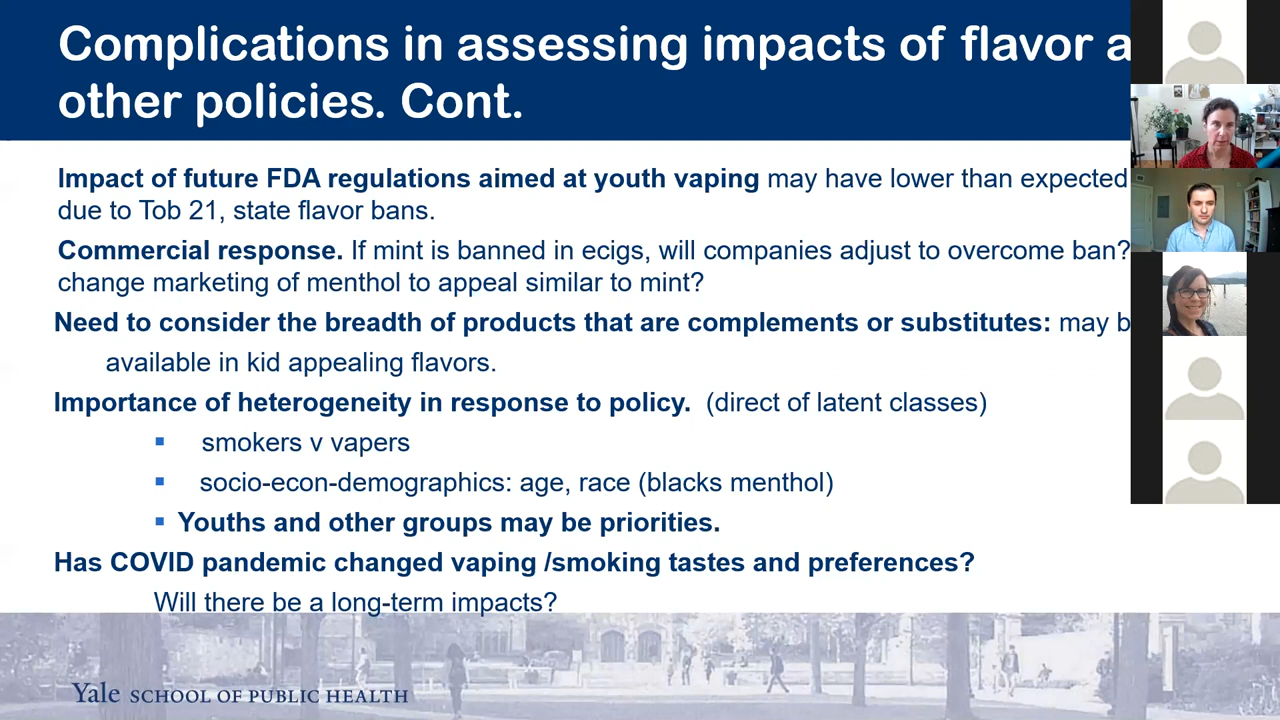 Complications in assessing impacts of flavor a
other policies. Cont.
Impact of future FDA regulations aimed at youth vaping may have lower than expected
due to Tob 21, state flavor bans.
Commercial response. If mint is banned in ecigs, will companies adjust to overcome ban?
change marketing of menthol to appeal similar to mint?
Need to consider the breadth of products that are complements or substitutes: may b
available in kid appealing flavors.
Importance of heterogeneity in response to policy. (direct of latent classes)
▪ smokers v vapers
▪ socio-econ-demographics: age, race (blacks menthol)
▪ Youths and other groups may be priorities.
Has COVID pandemic changed vaping /smoking tastes and preferences?
Will there be a long-term impacts?
Yale SCHOOL OF PUBLIC HEALTH